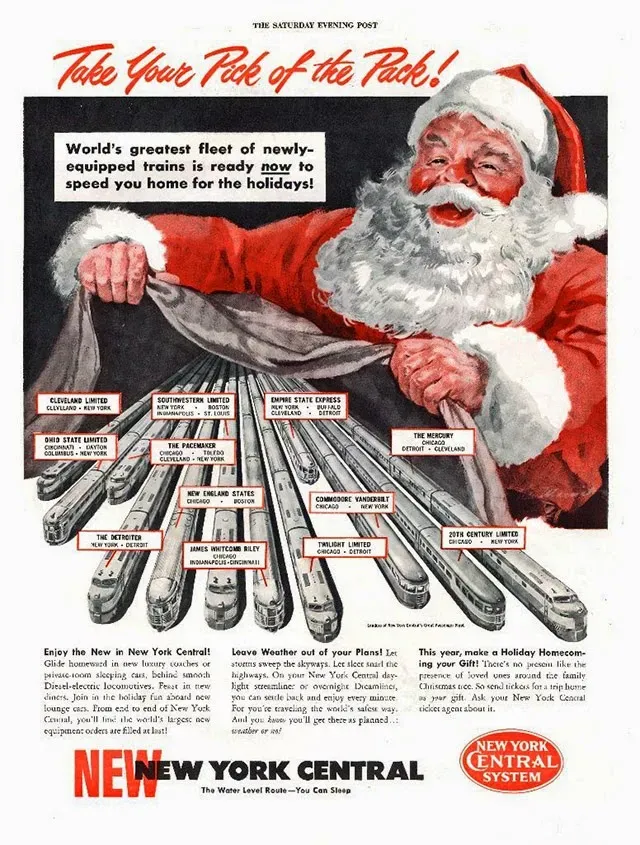 THE SATURDAY EVENING POST
Take Your Pick of the Pack!
World's greatest fleet of newly-
equipped trains is ready now to
speed you home for the holidays!
CLEVELAND LIMITED
CLEVELAND • NEW YORK
SOUTHWESTERN LIMITED
NEW YORK • BOSTON
INDIANAPOLIS • ST. LOUIS
EMPIRE STATE EXPRESS
NEW YORK • BUFFALO
CLEVELAND • DETROIT
OHIO STATE LIMITED
CINCINNATI • DAYTON
COLUMBUS • NEW YORK
THE PACEMAKER
CHICAGO • TOLEDO
CLEVELAND • NEW YORK
THE MERCURY
CHICAGO
DETROIT • CLEVELAND
NEW ENGLAND STATES
CHICAGO • BOSTON
COMMODORE VANDERBILT
CHICAGO • NEW YORK
THE DETROITER
NEW YORK • DETROIT
JAMES WHITCOMB RILEY
CHICAGO
INDIANAPOLIS • CINCINNATI
TWILIGHT LIMITED
CHICAGO • DETROIT
20TH CENTURY LIMITED
CHICAGO • NEW YORK
Leaders of New York Central's Great Passenger Fleet.
Enjoy the New in New York Central!
Glide homeward in new luxury coaches or
private-room sleeping cars, behind smooth
Diesel-electric locomotives. Feast in new
diners. Join in the holiday fun aboard new
lounge cars. From end to end of New York
Central, you'll find the world's largest new
equipment orders are filled at last!
Leave Weather out of your Plans! Let
storms sweep the skyways. Let sleet snarl the
highways. On your New York Central day-
light streamliner or overnight Dreamliner,
you can settle back and enjoy every minute.
For you're traveling the world's safest way.
And you know you'll get there as planned...
weather or no!
This year, make a Holiday Homecom-
ing your Gift! There's no present like the
presence of loved ones around the family
Christmas tree. So send tickets for a trip home
as your gift. Ask your New York Central
ticket agent about it.
NEW NEW YORK CENTRAL
The Water Level Route—You Can Sleep
NEW YORK
CENTRAL
SYSTEM